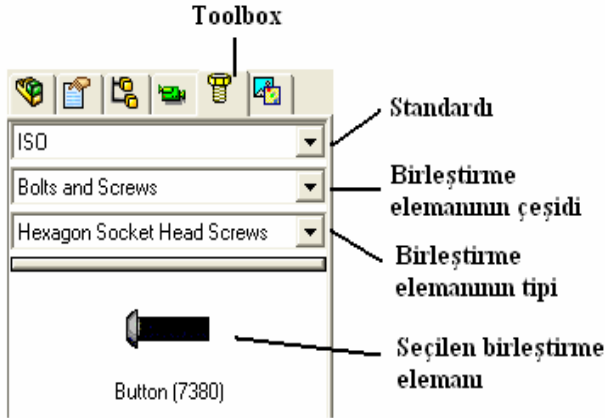 Toolbox
ISO
Standardı
Bolts and Screws
Birleştirme
elemanının çeşidi
Hexagon Socket Head Screws
Birleştirme
elemanının tipi
Seçilen birleştirme
elemanı
Button (7380)